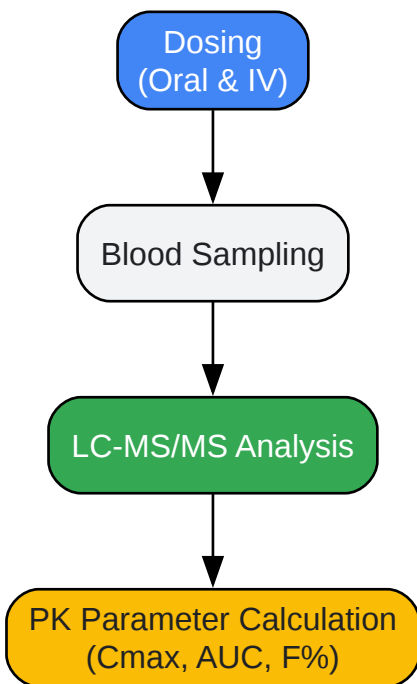 Dosing
(Oral & IV)
Blood Sampling
LC-MS/MS Analysis
PK Parameter Calculation
(Cmax, AUC, F%)